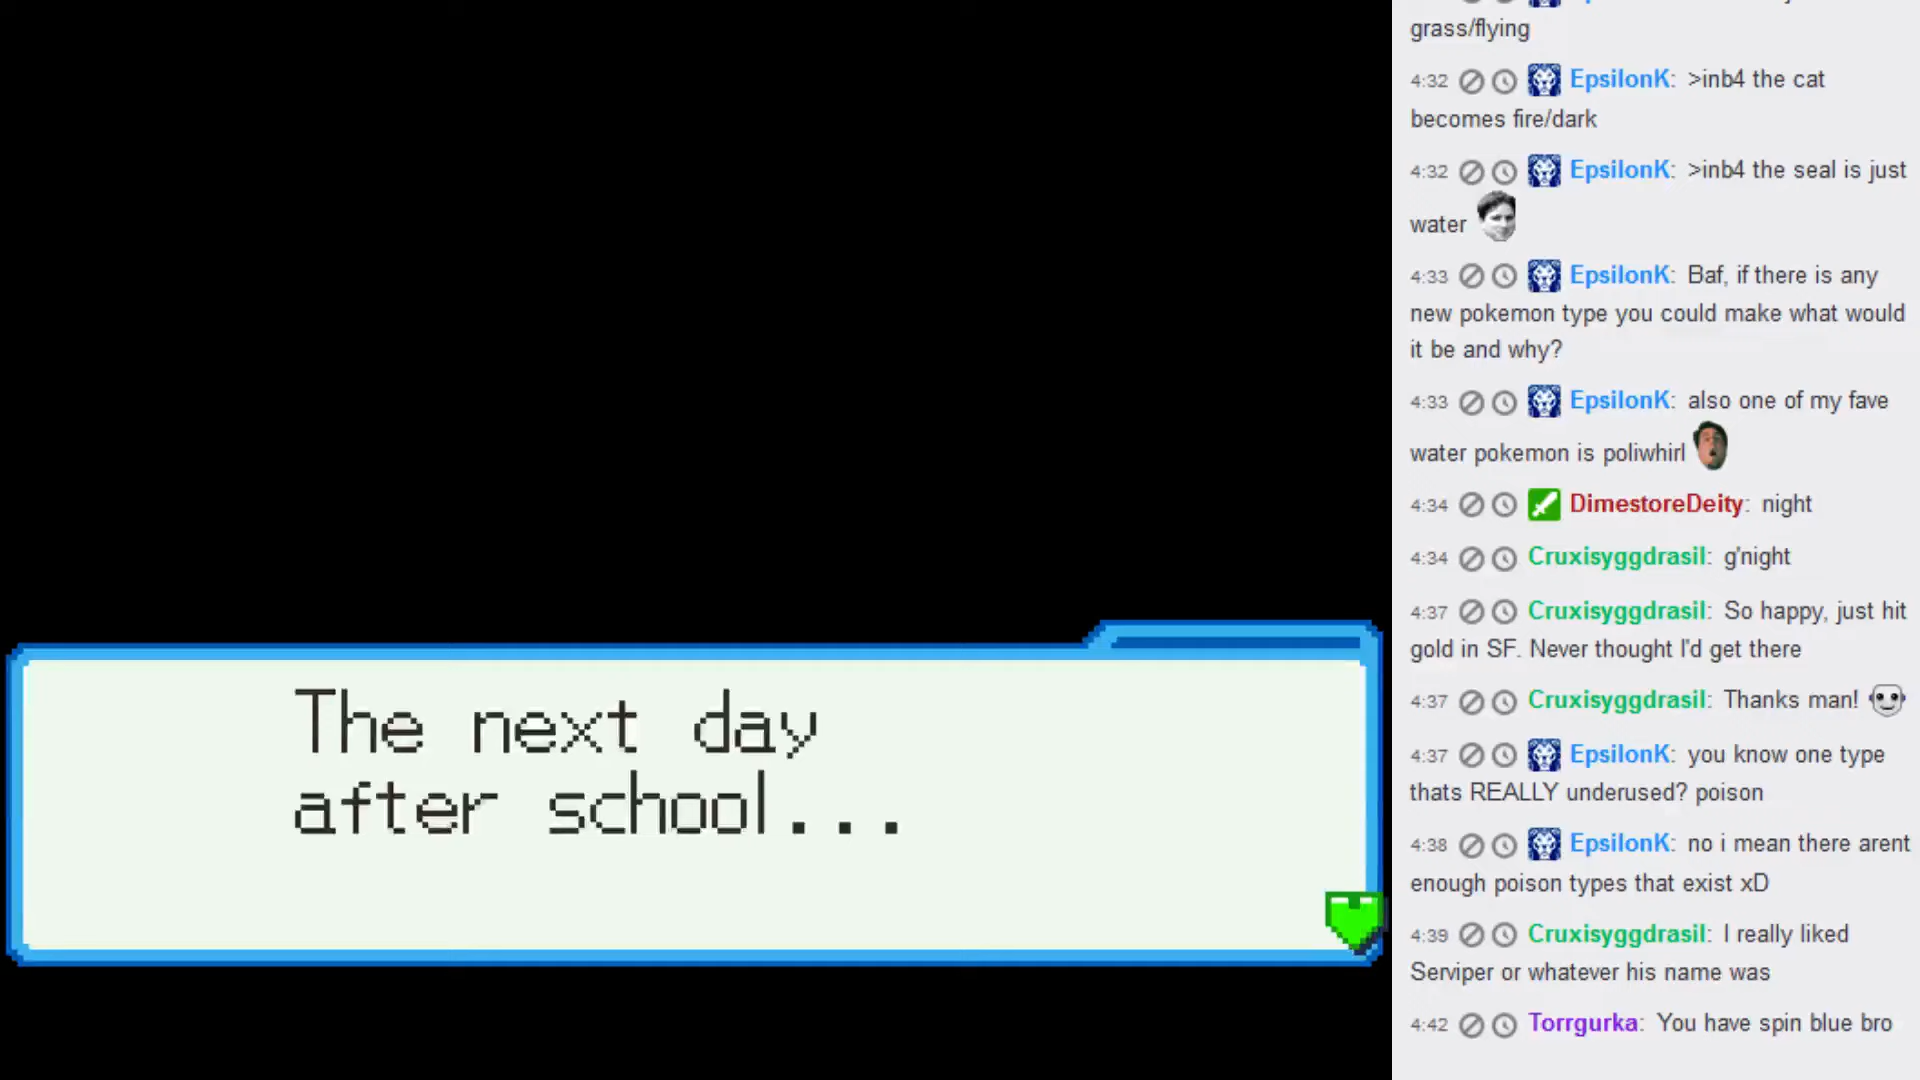 The next day
after school...
grass/flying
4:32 EpsilonK: >inb4 the cat
becomes fire/dark
4:32 EpsilonK: >inb4 the seal is just
water
4:33 EpsilonK: Baf, if there is any
new pokemon type you could make what would
it be and why?
4:33 EpsilonK: also one of my fave
water pokemon is poliwhirl
4:34 DimestoreDeity: night
4:34 Cruxisyggdrasil: g'night
4:37 Cruxisyggdrasil: So happy, just hit
gold in SF. Never thought I'd get there
4:37 Cruxisyggdrasil: Thanks man!
4:37 EpsilonK: you know one type
thats REALLY underused? poison
4:38 EpsilonK: no i mean there arent
enough poison types that exist xD
4:39 Cruxisyggdrasil: I really liked
Serviper or whatever his name was
4:42 Torrgurka: You have spin blue bro